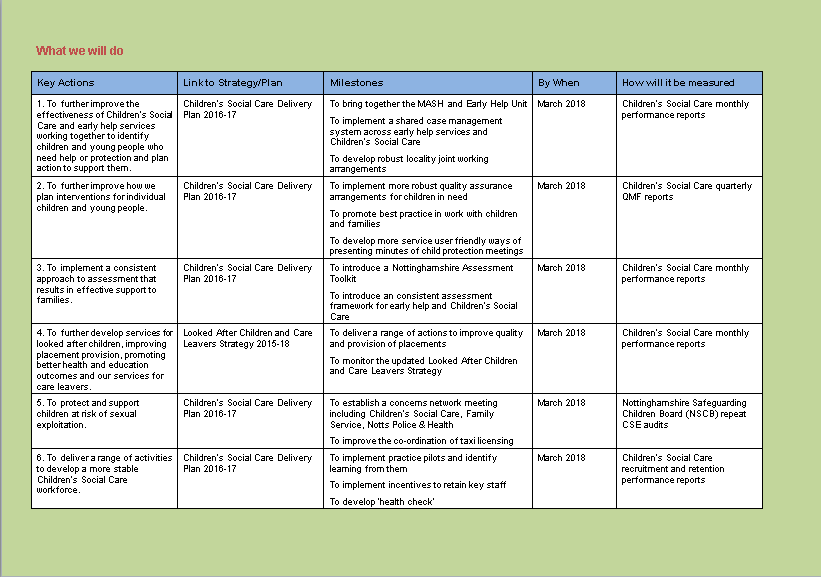 What we will do
Key Actions
Link to Strategy/Plan
Milestones
By When
How will it be measured
1. To further improve the
effectiveness of Children's Social
Care and early help services
working together to identify
children and young people who
need help or protection and plan
action to support them.
Children's Social Care Delivery
Plan 2016-17
To bring together the MASH and Early Help Unit
To implement a shared case management
system across early help services and
Children's Social Care
To develop robust locality joint working
arrangements
March 2018
Children's Social Care monthly
performance reports
2. To further improve how we
plan interventions for individual
children and young people.
Children's Social Care Delivery
Plan 2016-17
To implement more robust quality assurance
arrangements for children in need
To promote best practice in work with children
and families
To develop more service user friendly ways of
presenting minutes of child protection meetings
March 2018
Children's Social Care quarterly
QMF reports
3. To implement a consistent
approach to assessment that
results in effective support to
families.
Children's Social Care Delivery
Plan 2016-17
To introduce a Nottinghamshire Assessment
Toolkit
To introduce an consistent assessment
framework for early help and Children's Social
Care
March 2018
Children's Social Care monthly
performance reports
4. To further develop services for
looked after children, improving
placement provision, promoting
better health and education
outcomes and our services for
care leavers.
Looked After Children and Care
Leavers Strategy 2015-18
To deliver a range of actions to improve quality
and provision of placements
To monitor the updated Looked After Children
and Care Leavers Strategy
March 2018
Children's Social Care monthly
performance reports
5. To protect and support
children at risk of sexual
exploitation.
Children's Social Care Delivery
Plan 2016-17
To establish a concerns network meeting
including Children's Social Care, Family
Service, Notts Police & Health
To improve the co-ordination of taxi licensing
March 2018
Nottinghamshire Safeguarding
Children Board (NSCB) repeat
CSE audits
6. To deliver a range of activities
to develop a more stable
Children's Social Care
workforce.
Children's Social Care Delivery
Plan 2016-17
To implement practice pilots and identify
learning from them
To implement incentives to retain key staff
To develop 'health check'
March 2018
Children's Social Care
recruitment and retention
performance reports